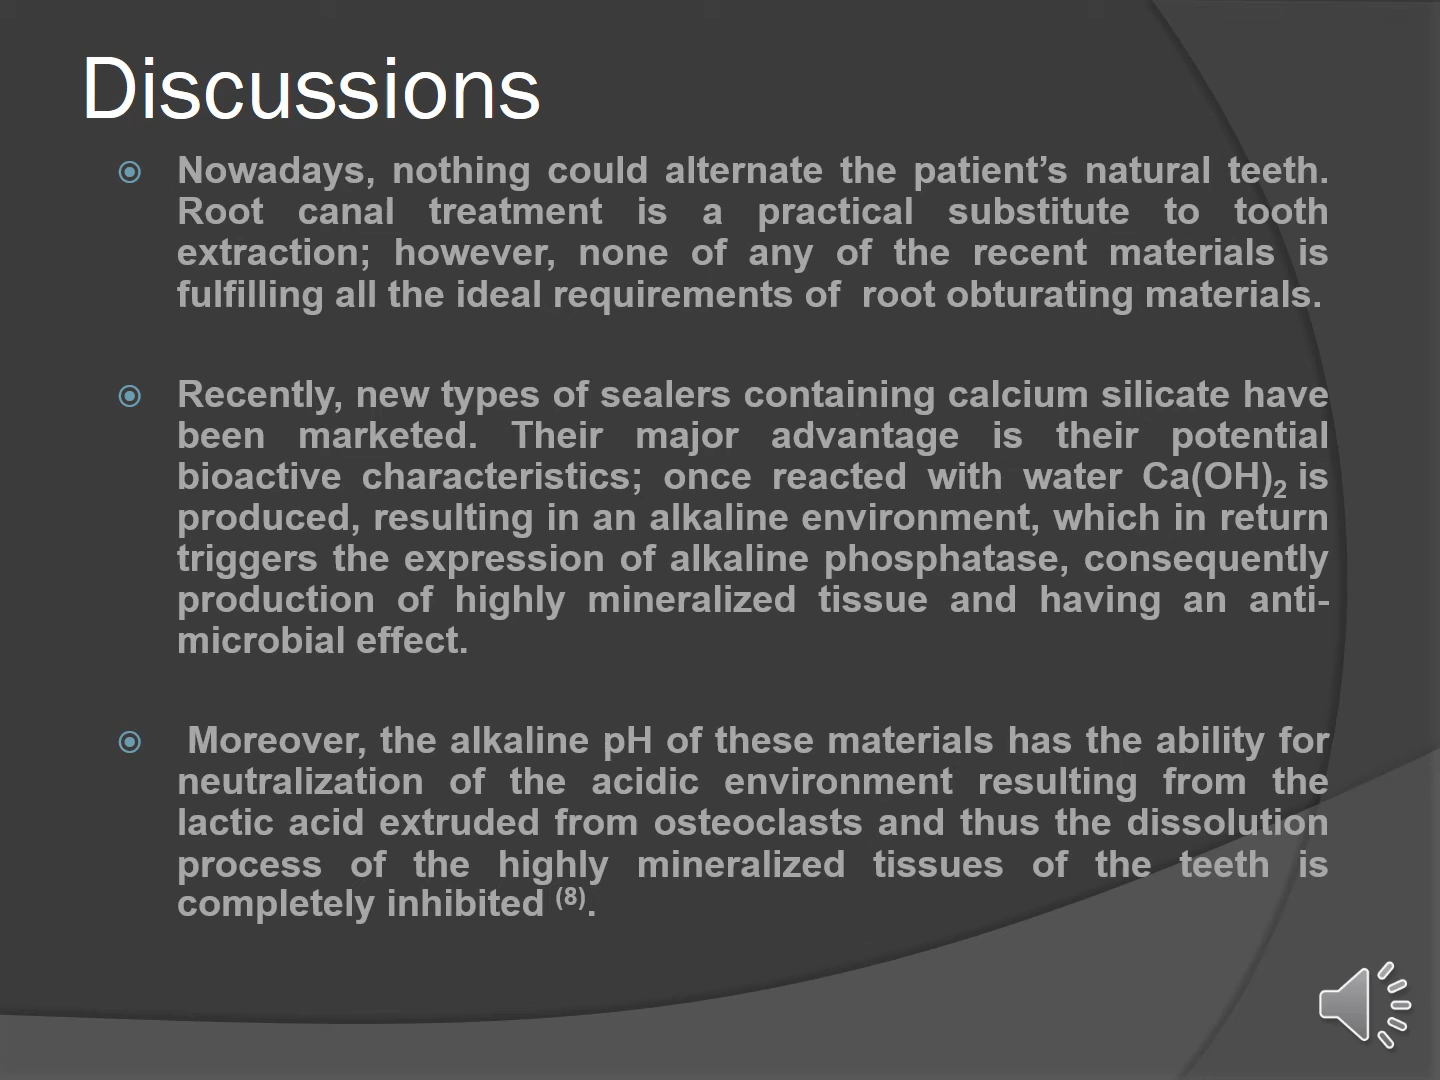 Discussions
Nowadays, nothing could alternate the patient’s natural teeth.
Root canal treatment is a practical substitute to tooth
extraction; however, none of any of the recent materials is
fulfilling all the ideal requirements of  root obturating materials.
Recently, new types of sealers containing calcium silicate have
been marketed. Their major advantage is their potential
bioactive characteristics; once reacted with water Ca(OH)₂ is
produced, resulting in an alkaline environment, which in return
triggers the expression of alkaline phosphatase, consequently
production of highly mineralized tissue and having an anti-
microbial effect.
Moreover, the alkaline pH of these materials has the ability for
neutralization of the acidic environment resulting from the
lactic acid extruded from osteoclasts and thus the dissolution
process of the highly mineralized tissues of the teeth is
completely inhibited ⁽⁸⁾.